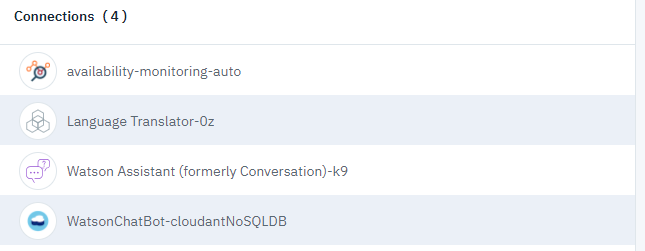 Connections (4)
availability-monitoring-auto
Language Translator-0z
Watson Assistant (formerly Conversation)-k9
WatsonChatBot-cloudantNoSQLDB